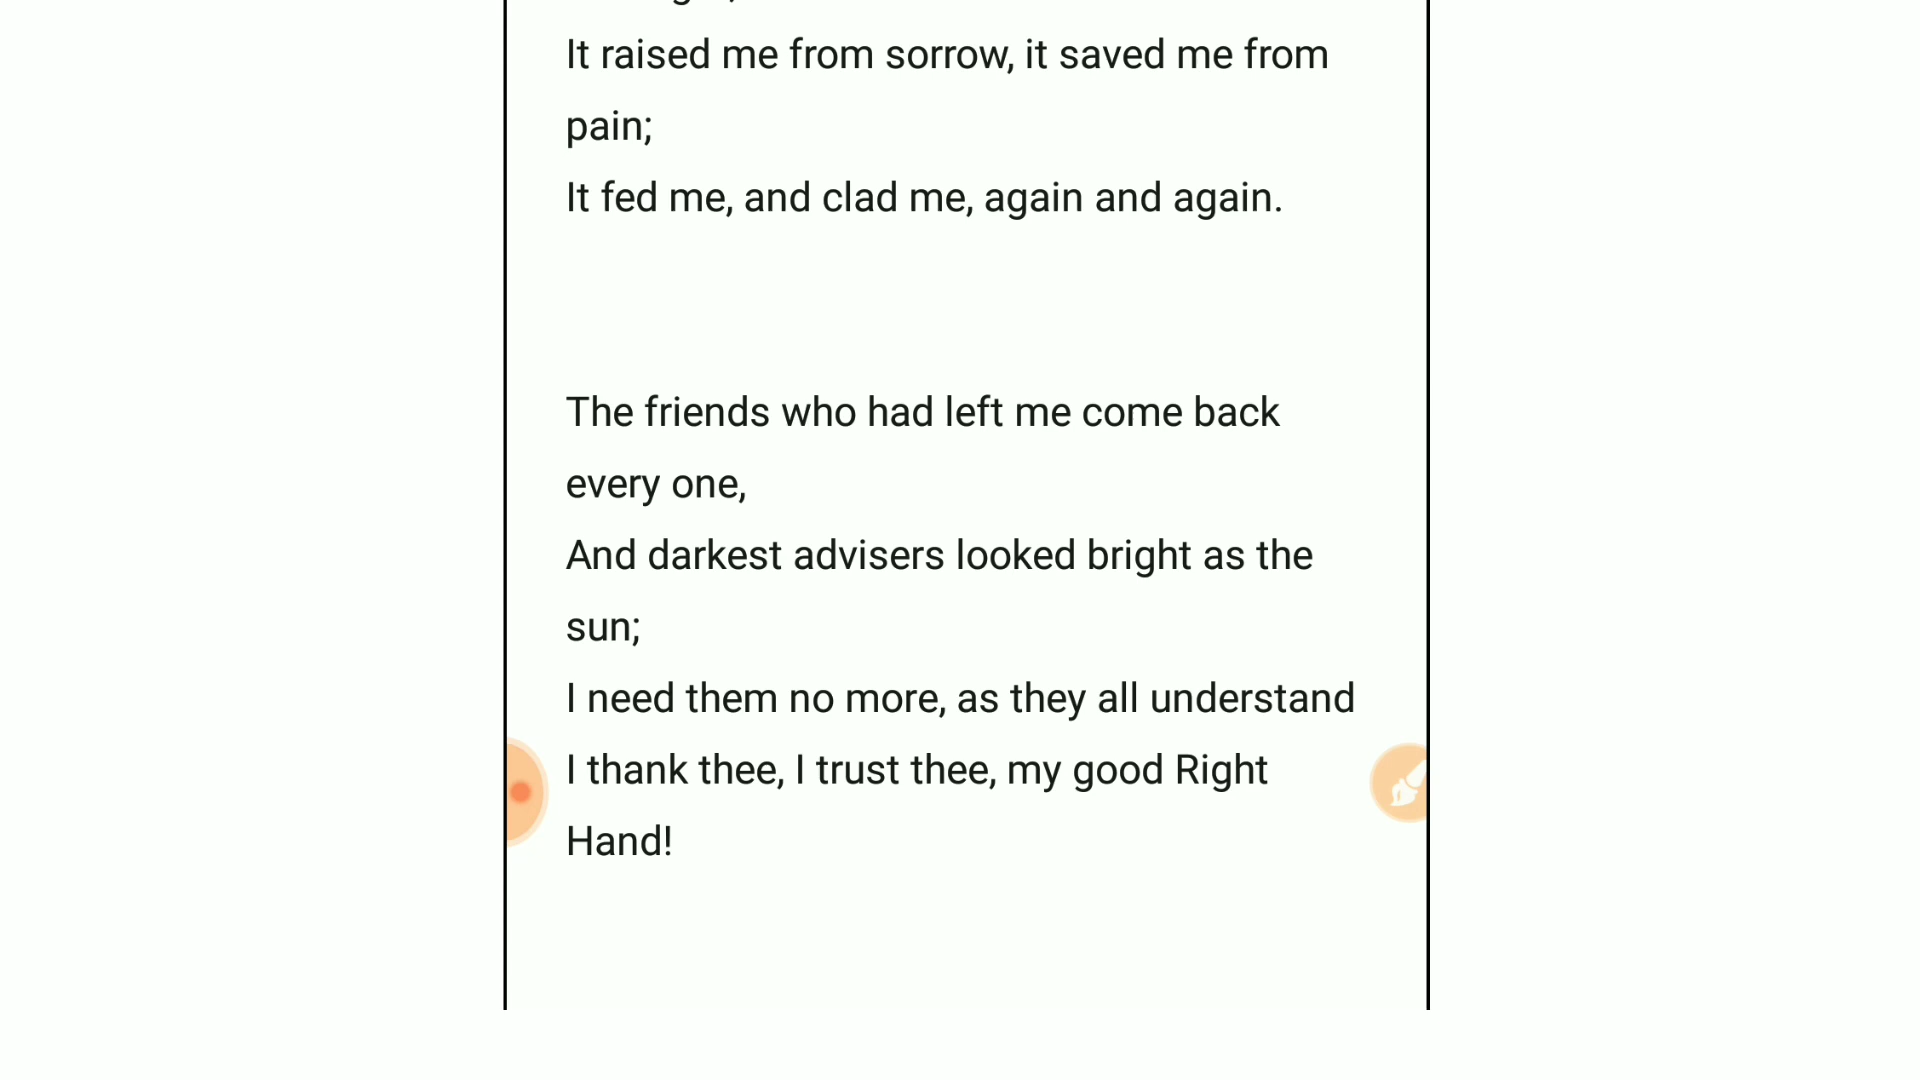 It raised me from sorrow, it saved me from
pain;
It fed me, and clad me, again and again.
The friends who had left me come back
every one,
And darkest advisers looked bright as the
sun;
I need them no more, as they all understand
I thank thee, I trust thee, my good Right
Hand!